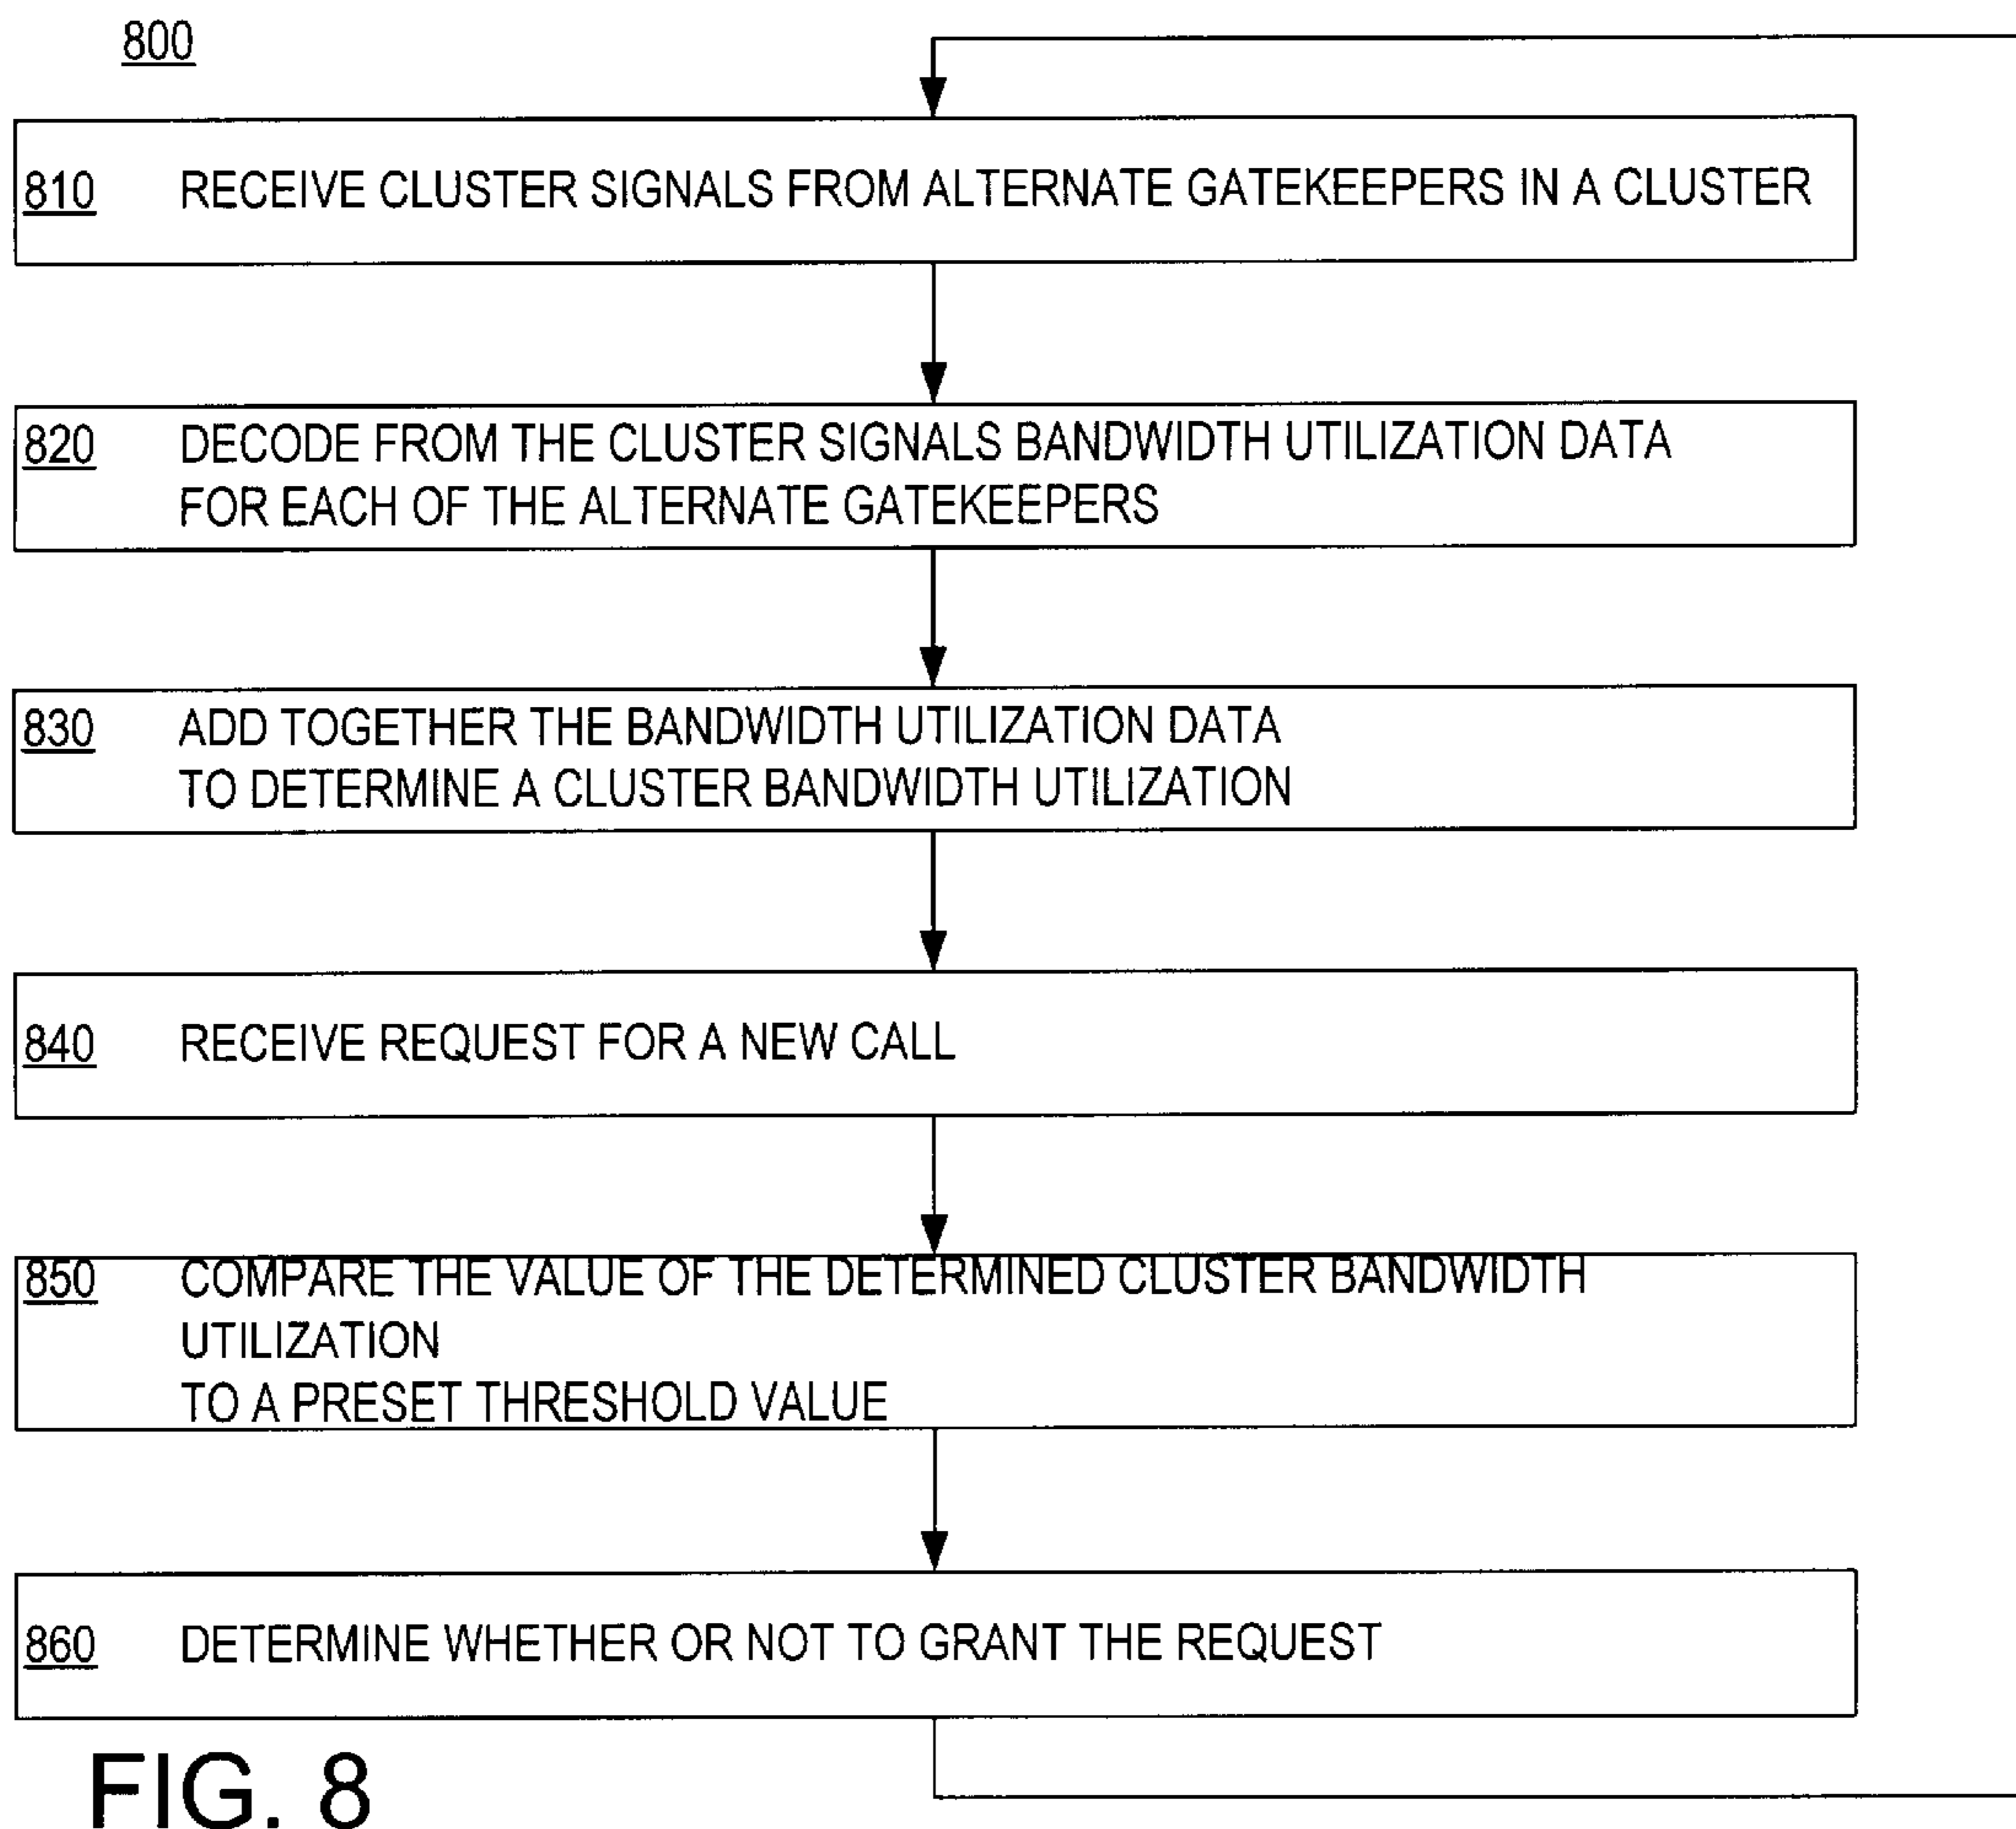 800
810 RECEIVE CLUSTER SIGNALS FROM ALTERNATE GATEKEEPERS IN A CLUSTER
820 DECODE FROM THE CLUSTER SIGNALS BANDWIDTH UTILIZATION DATA
FOR EACH OF THE ALTERNATE GATEKEEPERS
830 ADD TOGETHER THE BANDWIDTH UTILIZATION DATA
TO DETERMINE A CLUSTER BANDWIDTH UTILIZATION
840 RECEIVE REQUEST FOR A NEW CALL
850 COMPARE THE VALUE OF THE DETERMINED CLUSTER BANDWIDTH
UTILIZATION
TO A PRESET THRESHOLD VALUE
860 DETERMINE WHETHER OR NOT TO GRANT THE REQUEST
FIG. 8